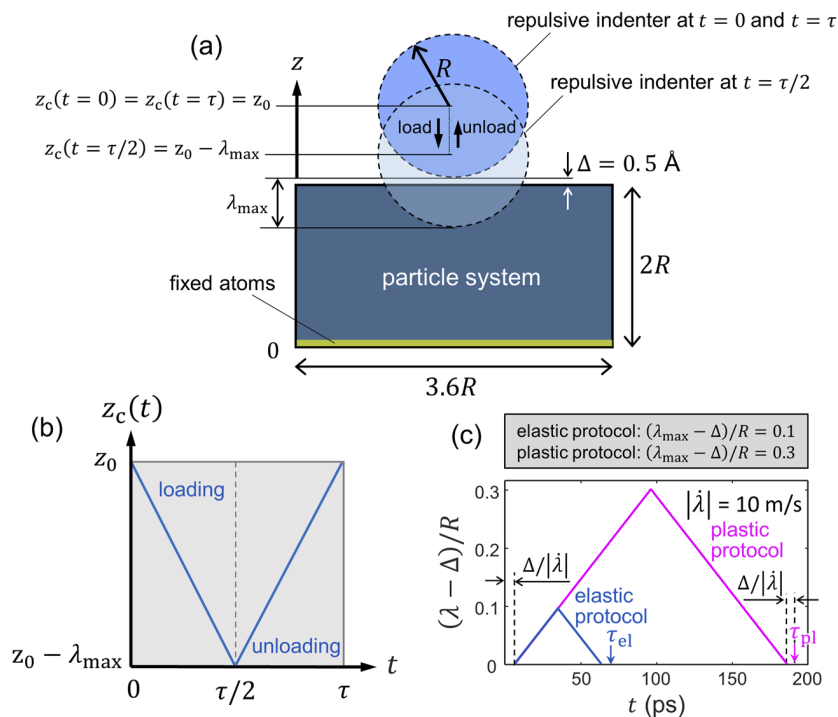 (a)
repulsive indenter at t = 0 and t = τ
z
R
repulsive indenter at t = τ/2
z_c(t = 0) = z_c(t = τ) = z_0
load
unload
z_c(t = τ/2) = z_0 − λ_max
Δ = 0.5 Å
λ_max
particle system
2R
fixed atoms
0
3.6R
(b)
z_c(t)
z_0
loading
unloading
z_0 − λ_max
t
0
τ/2
τ
(c)
elastic protocol: (λ_max − Δ)/R = 0.1
plastic protocol: (λ_max − Δ)/R = 0.3
0.3
|λ̇| = 10 m/s
plastic
protocol
(λ − Δ)/R
0.2
Δ/|λ̇|
Δ/|λ̇|
0.1
elastic
protocol
τ_el
τ_pl
0
50
100
150
200
t (ps)